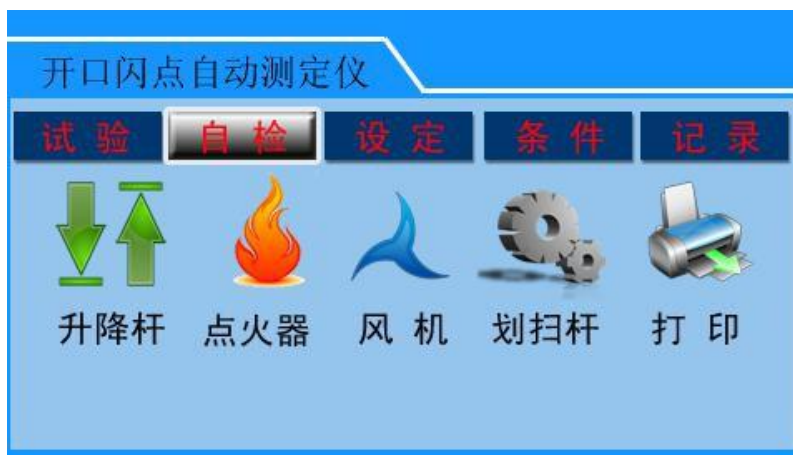 开口闪点自动测定仪
试 验 自 检 设 定 条 件 记 录
升降杆 点火器 风 机 划扫杆 打 印